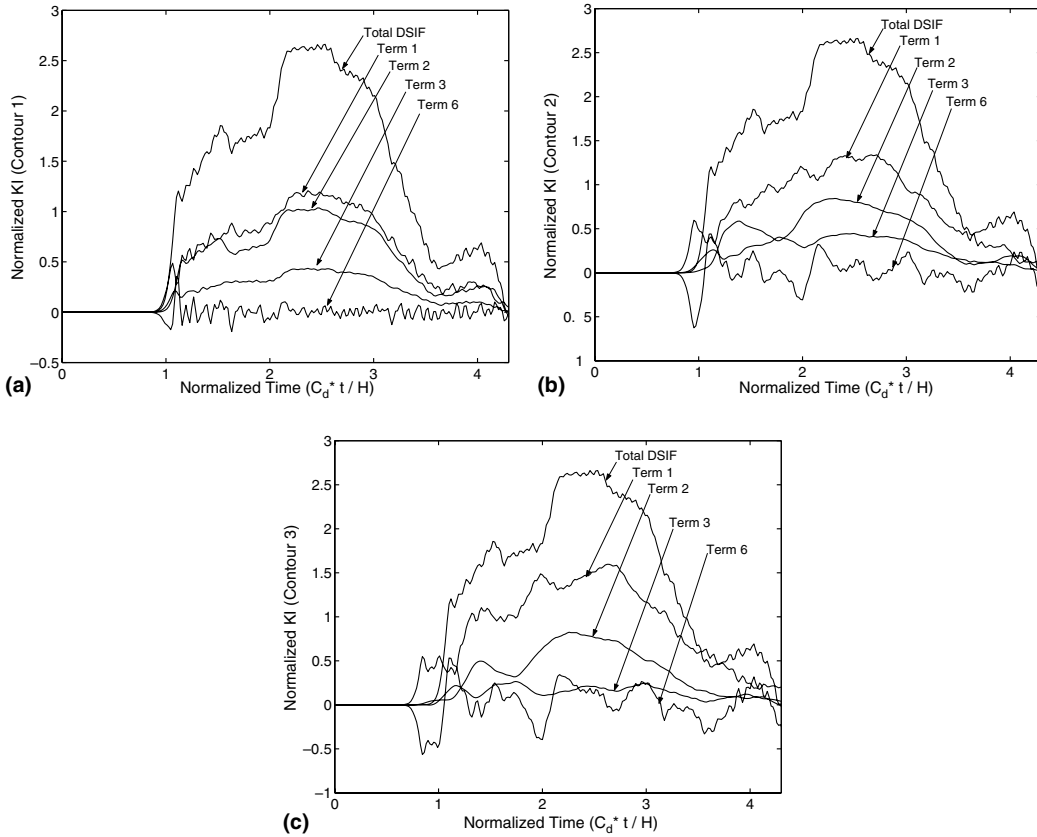 3
2.5
2
1.5
1
0.5
0
−0.5
0
1
2
3
4
Normalized KI (Contour 1)
Normalized Time (Cd* t / H)
Total DSIF
Term 1
Term 2
Term 3
Term 6
(a)
3
2.5
2
1.5
1
0.5
0
0.
1
0
1
2
3
4
Normalized KI (Contour 2)
Normalized Time (Cd* t / H)
Total DSIF
Term 1
Term 2
Term 3
Term 6
(b)
3
2.5
2
1.5
1
0.5
0
−0.5
−1
0
1
2
3
4
Normalized KI (Contour 3)
Normalized Time (Cd* t / H)
Total DSIF
Term 1
Term 2
Term 3
Term 6
(c)